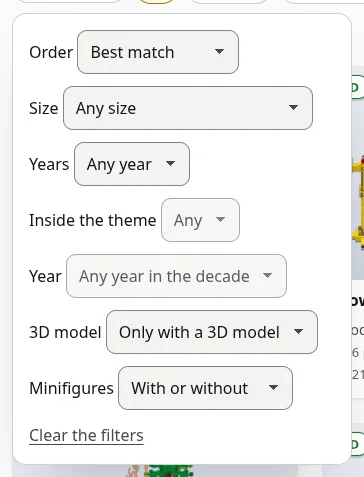 Order Best match
Size Any size
Years Any year
Inside the theme Any
Year Any year in the decade
3D model Only with a 3D model
Minifigures With or without
Clear the filters